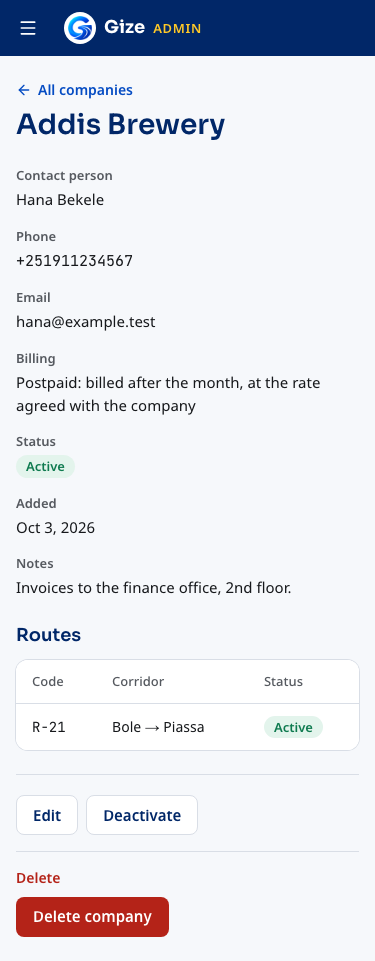 Gize ADMIN
← All companies
Addis Brewery
Contact person
Hana Bekele
Phone
+251911234567
Email
hana@example.test
Billing
Postpaid: billed after the month, at the rate
agreed with the company
Status
Active
Added
Oct 3, 2026
Notes
Invoices to the finance office, 2nd floor.
Routes
Code Corridor Status
R-21 Bole → Piassa Active
Edit Deactivate
Delete
Delete company